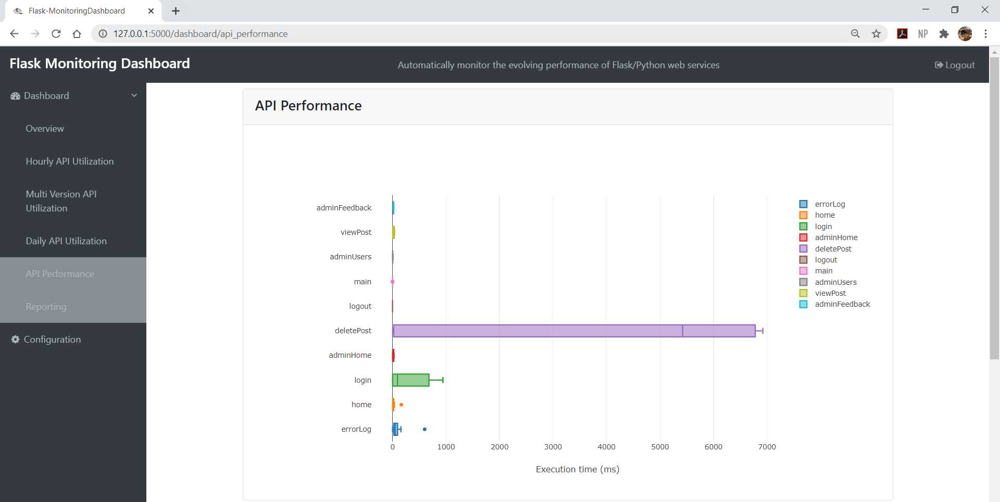 Flask-MonitoringDashboard
127.0.0.1:5000/dashboard/api_performance
NP
Flask Monitoring Dashboard
Automatically monitor the evolving performance of Flask/Python web services
Logout
Dashboard
Overview
Hourly API Utilization
Multi Version API
Utilization
Daily API Utilization
API Performance
Reporting
Configuration
API Performance
adminFeedback
viewPost
adminUsers
main
logout
deletePost
adminHome
login
home
errorLog
0 1000 2000 3000 4000 5000 6000 7000
Execution time (ms)
errorLog
home
login
adminHome
deletePost
logout
main
adminUsers
viewPost
adminFeedback